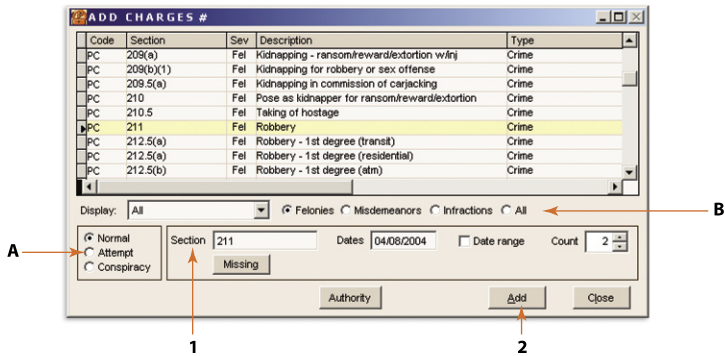 ADD CHARGES #
Code Section Sev Description Type
PC 209(a) Fel Kidnapping - ransom/reward/extortion w/inj Crime
PC 209(b)(1) Fel Kidnapping for robbery or sex offense Crime
PC 209.5(a) Fel Kidnapping in commission of carjacking Crime
PC 210 Fel Pose as kidnapper for ransom/reward/extortion Crime
PC 210.5 Fel Taking of hostage Crime
PC 211 Fel Robbery Crime
PC 212.5(a) Fel Robbery - 1st degree (transit) Crime
PC 212.5(a) Fel Robbery - 1st degree (residential) Crime
PC 212.5(b) Fel Robbery - 1st degree (atm) Crime
Display: All Felonies Misdemeanors Infractions All B
A Normal
Attempt
Conspiracy
Section 211 Dates 04/08/2004 Date range Count 2
Missing
Authority Add Close
1 2